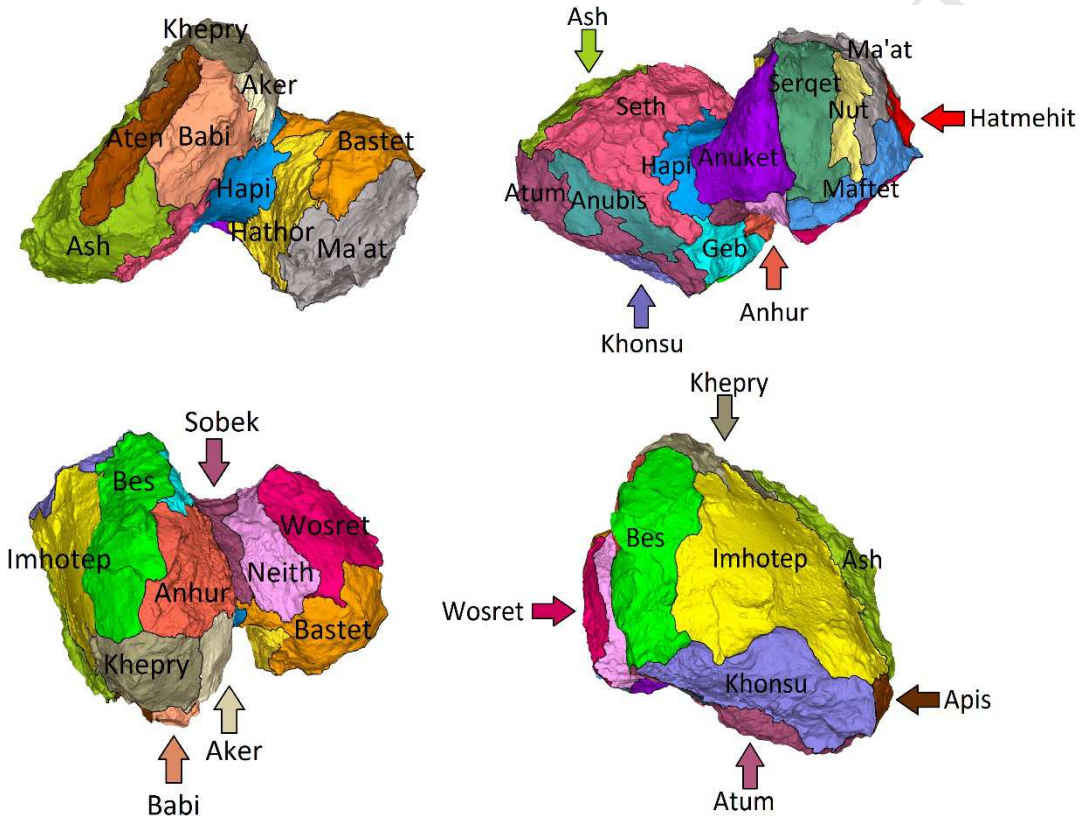 Khepry
Aker
Aten
Babi
Bastet
Hapi
Ash
Hathor
Ma'at
Ash
Ma'at
Serqet
Seth
Nut
Hatmehit
Hapi
Anuket
Atum
Anubis
Maftet
Geb
Anhur
Khonsu
Sobek
Bes
Wosret
Imhotep
Neith
Anhur
Bastet
Khepry
Aker
Babi
Khepry
Bes
Imhotep
Ash
Wosret
Khonsu
Apis
Atum